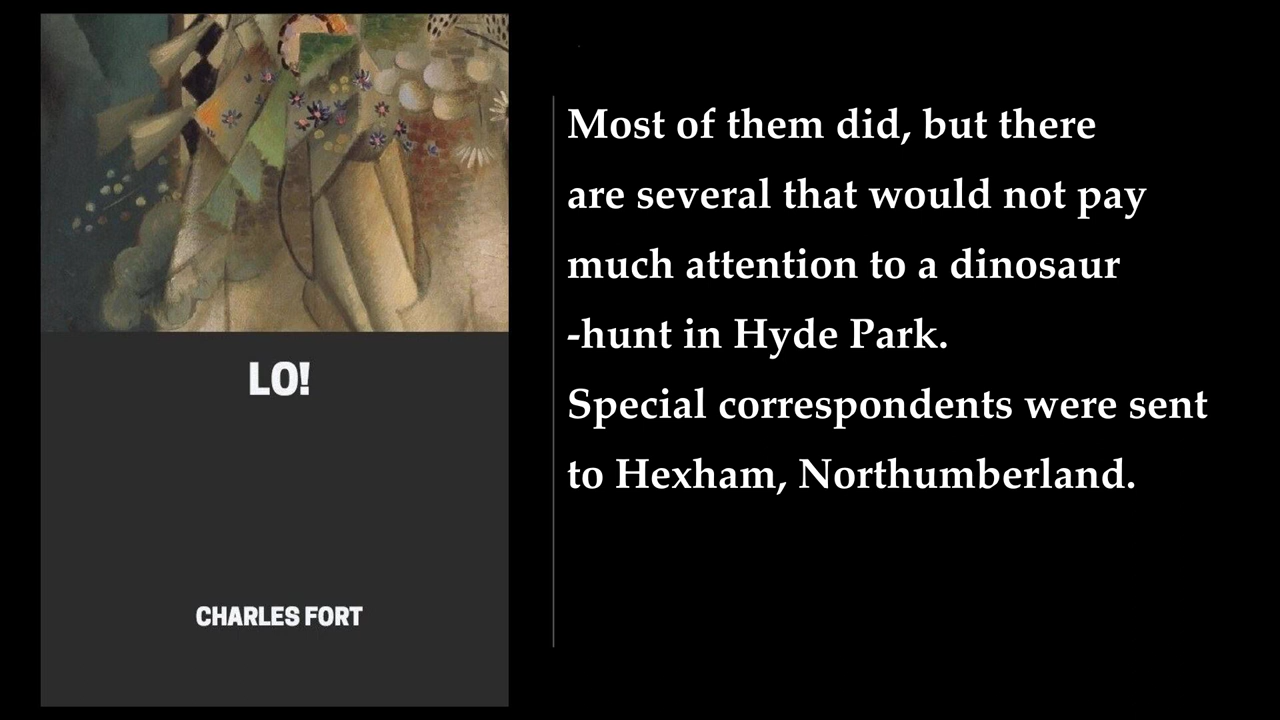 LO!
CHARLES FORT
Most of them did, but there
are several that would not pay
much attention to a dinosaur
-hunt in Hyde Park.
Special correspondents were sent
to Hexham, Northumberland.